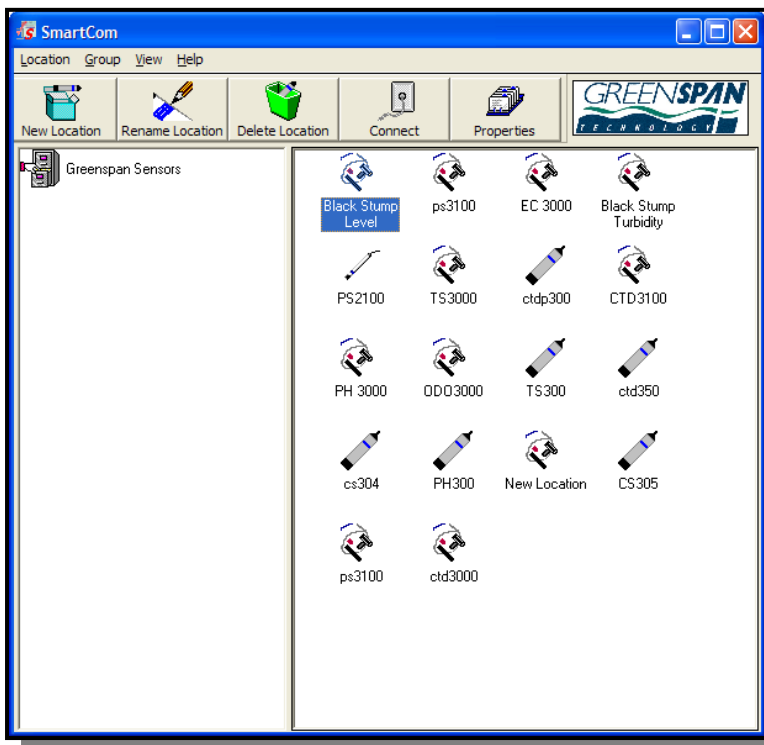 SmartCom
Location Group View Help
New Location Rename Location Delete Location Connect Properties
GREENSPAN
TECHNOLOGY
Greenspan Sensors
Black Stump
Level
ps3100
EC 3000
Black Stump
Turbidity
PS2100 TS3000 ctdp300 CTD3100
PH 3000 ODO3000 TS300 ctd350
cs304 PH300 New Location CS305
ps3100 ctd3000